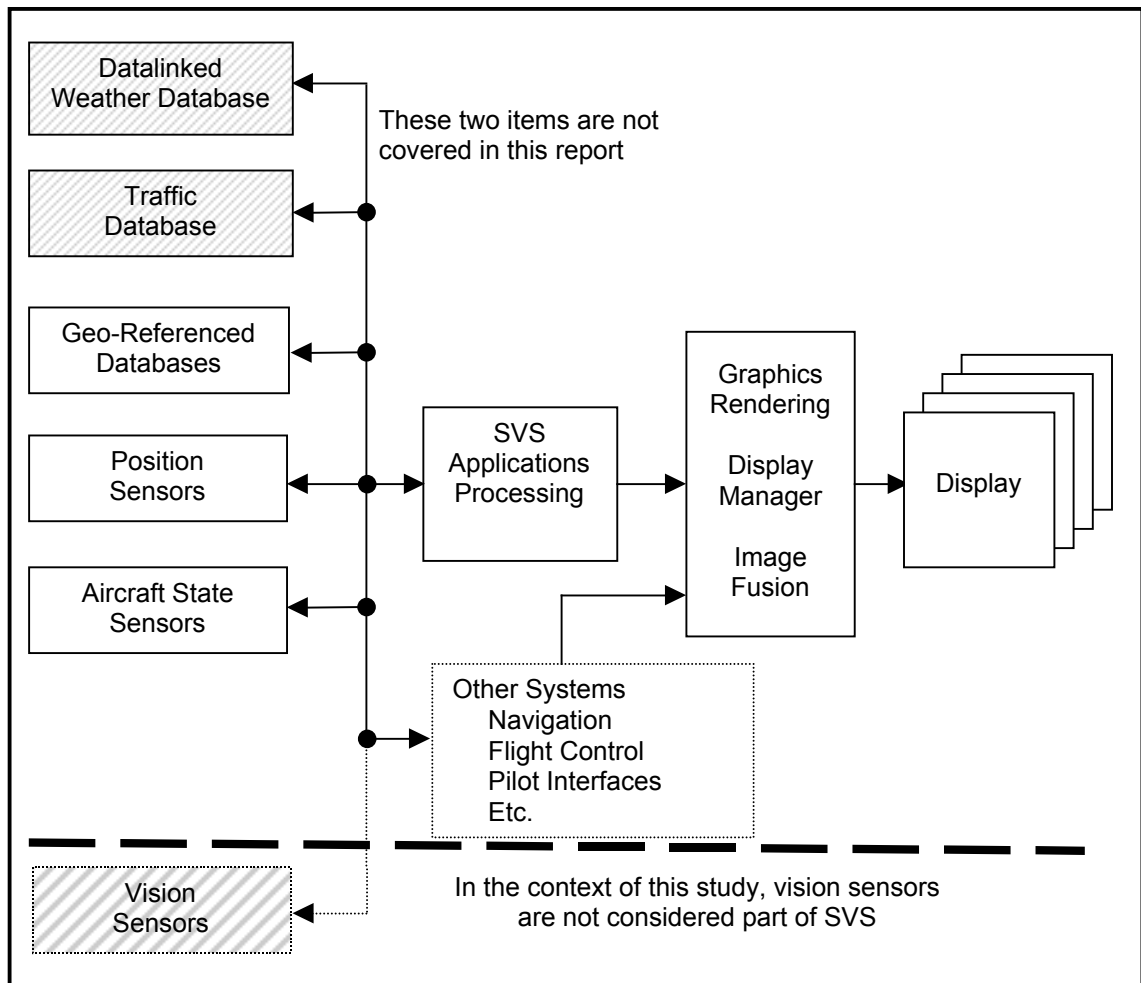 Datalinked
Weather Database
These two items are not
covered in this report
Traffic
Database
Geo-Referenced
Databases
Position
Sensors
Aircraft State
Sensors
SVS
Applications
Processing
Graphics
Rendering
Display
Manager
Image
Fusion
Display
Other Systems
Navigation
Flight Control
Pilot Interfaces
Etc.
Vision
Sensors
In the context of this study, vision sensors
are not considered part of SVS